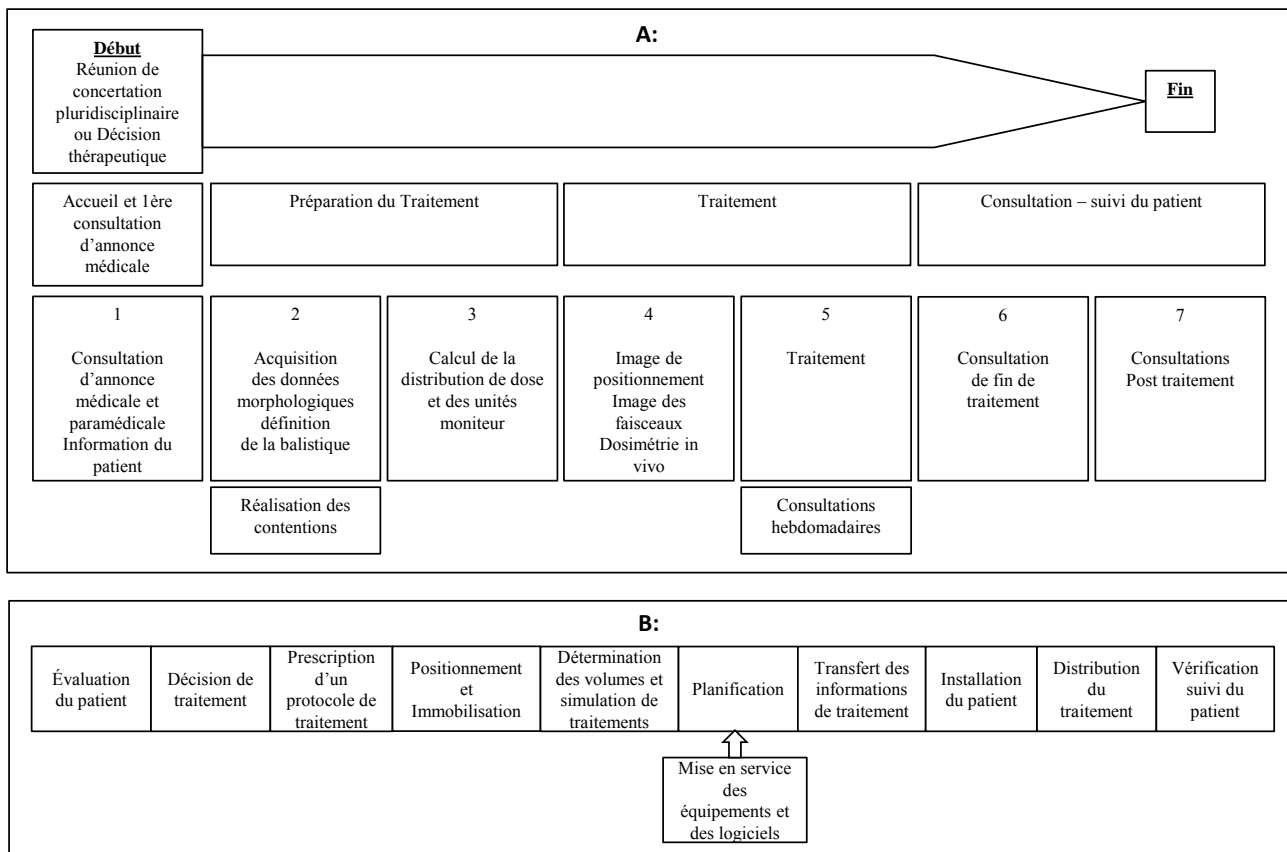 A:
Début
Réunion de
concertation
pluridisciplinaire
ou Décision
thérapeutique
Fin
Accueil et 1ère
consultation
d'annonce
médicale
Préparation du Traitement
Traitement
Consultation – suivi du patient
1
Consultation
d'annonce
médicale et
paramédicale
Information du
patient
2
Acquisition
des données
morphologiques
définition
de la balistique
3
Calcul de la
distribution de dose
et des unités
moniteur
4
Image de
positionnement
Image des
faisceaux
Dosimétrie in
vivo
5
Traitement
6
Consultation
de fin de
traitement
7
Consultations
Post traitement
Réalisation des
contentions
Consultations
hebdomadaires
B:
Évaluation
du patient
Décision de
traitement
Prescription
d'un
protocole de
traitement
Positionnement
et
Immobilisation
Détermination
des volumes et
simulation de
traitements
Planification
Transfert des
informations
de traitement
Installation
du patient
Distribution
du
traitement
Vérification
suivi du
patient
Mise en service
des
équipements et
des logiciels